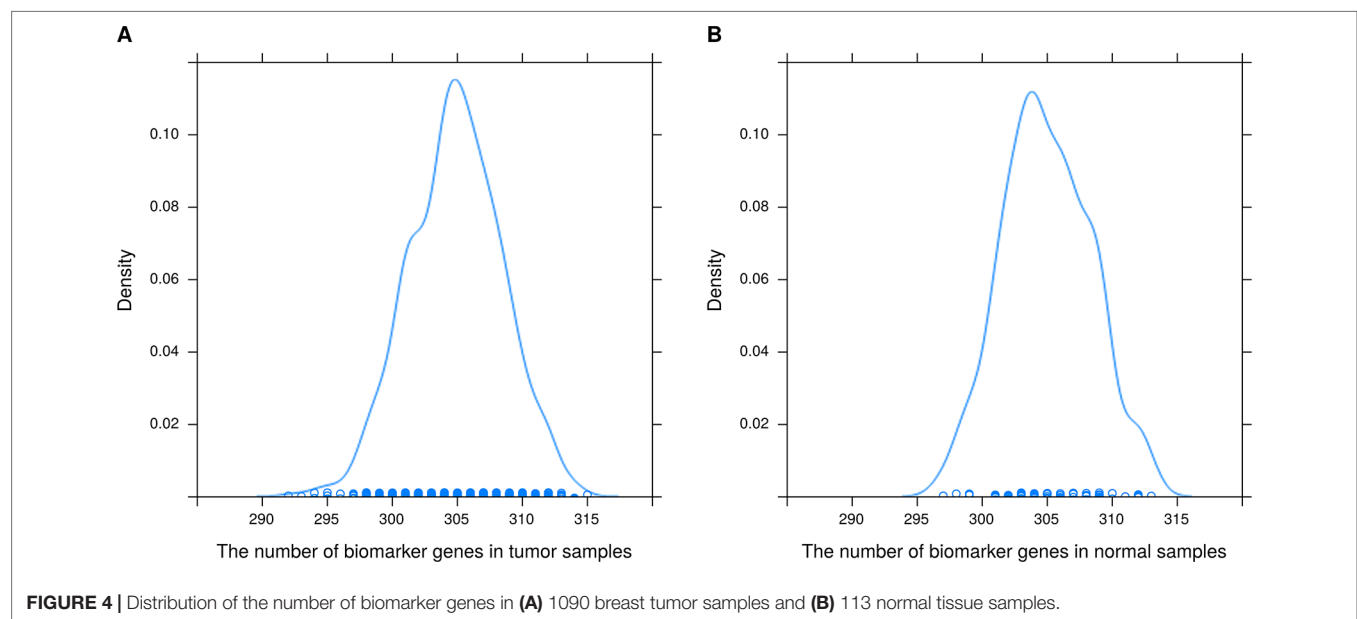 A
B
0.10
0.08
0.06
0.04
0.02
Density
290 295 300 305 310 315
The number of biomarker genes in tumor samples
0.10
0.08
0.06
0.04
0.02
Density
290 295 300 305 310 315
The number of biomarker genes in normal samples
FIGURE 4 | Distribution of the number of biomarker genes in (A) 1090 breast tumor samples and (B) 113 normal tissue samples.